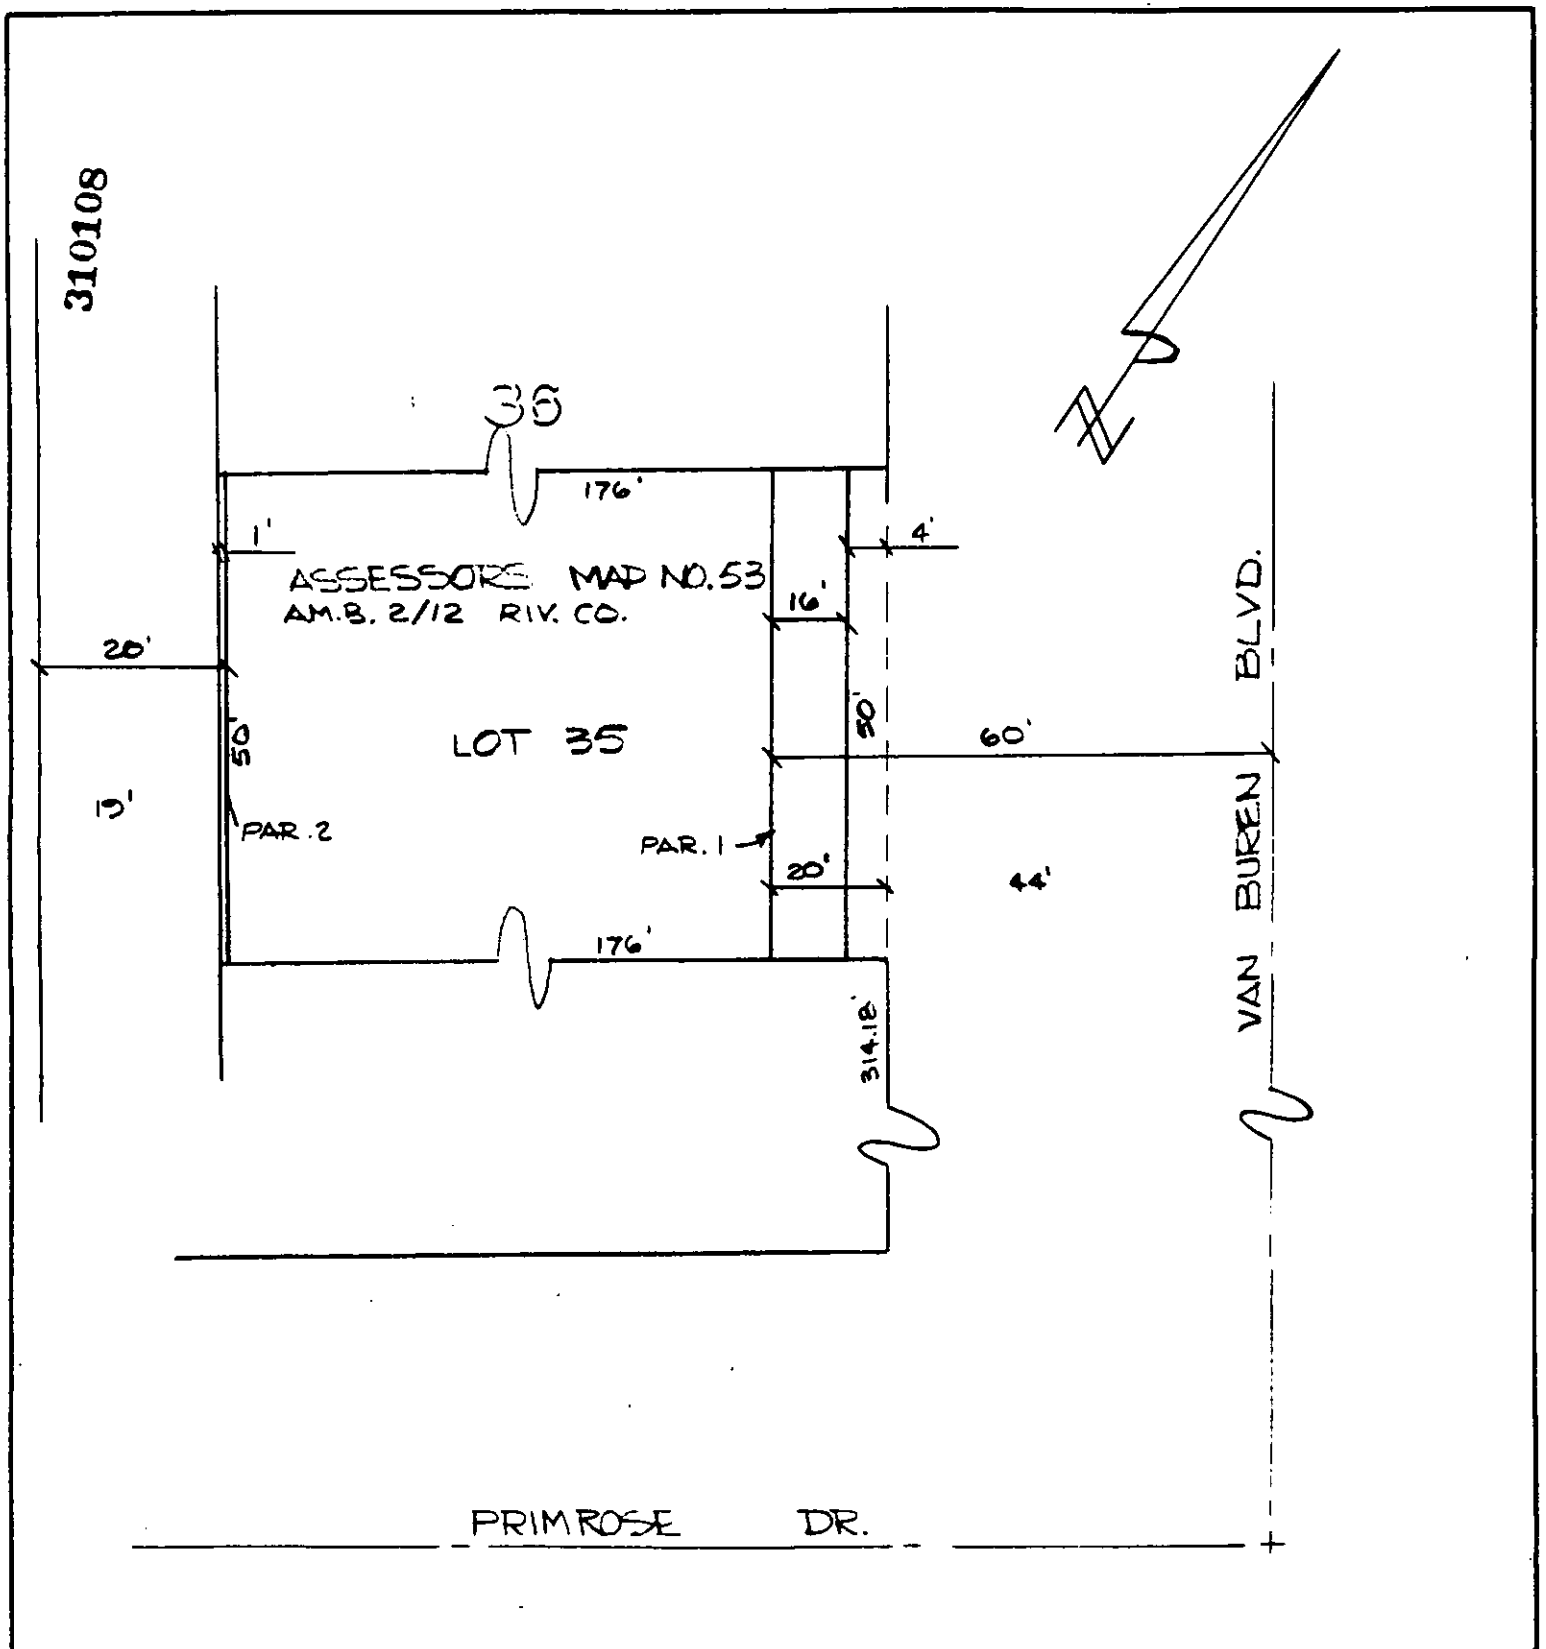 310108
36
176'
1'
4'
ASSESSORS MAP NO. 53
A.M.B. 2/12 RIV. CO.
16'
20'
50'
LOT 35
50'
60'
19'
PAR. 2
PAR. 1
20'
44'
VAN BUREN BLVD.
176'
314.18'
PRIMROSE DR.